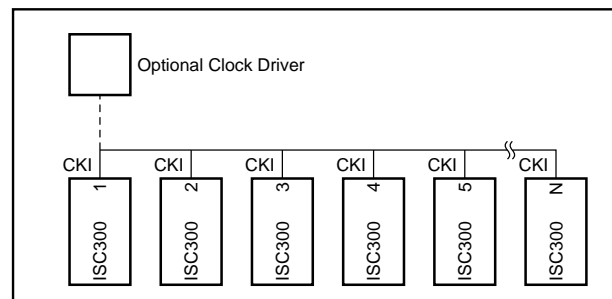 Optional Clock Driver
CKI CKI CKI CKI CKI CKI
1 2 3 4 5 N
ISC300 ISC300 ISC300 ISC300 ISC300 ISC300